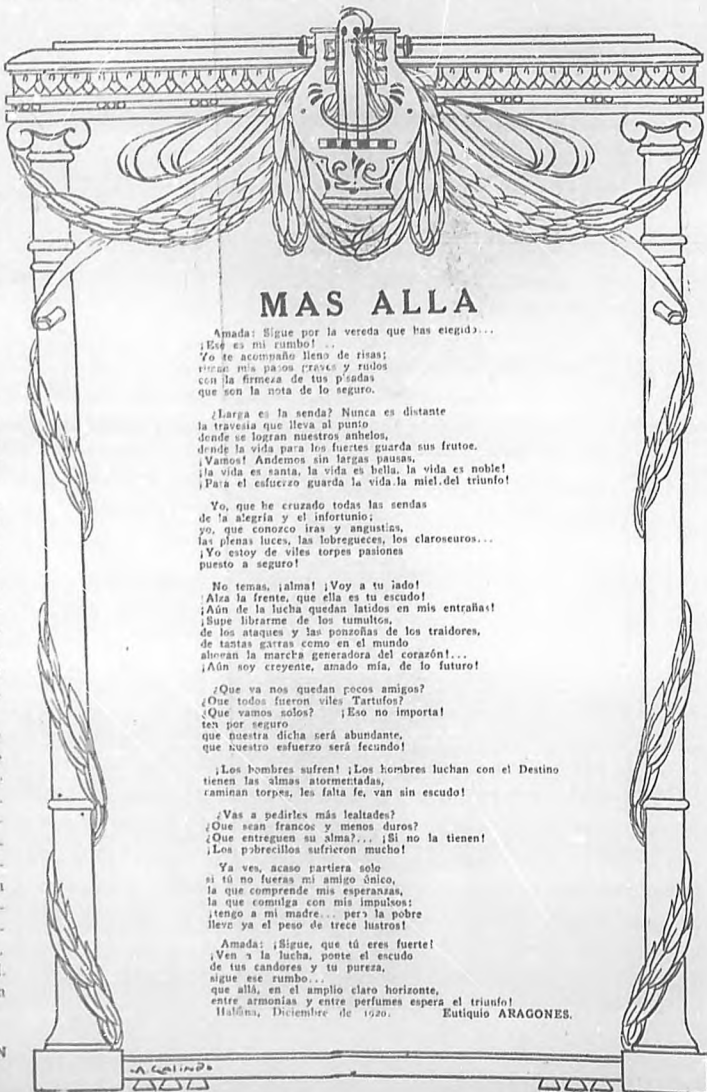 MAS ALLA
Amada: Sigue por la vereda que has elegido...
¡Ese es mi rumbo! ..
Yo te acompaño lleno de risas;
mis pasos graves y rudos
con la firmeza de tus pisadas
que son la nota de lo seguro.
¿Larga es la senda? Nunca es distante
la travesía que lleva al punto
donde se logran nuestros anhelos,
donde la vida para los fuertes guarda sus frutoe.
¡Vamos! Andemos sin largas pausas,
¡la vida es santa, la vida es bella, la vida es noble!
¡Para el esfuerzo guarda la vida la miel del triunfo!
Yo, que he cruzado todas las sendas
de la alegría y el infortunio;
yo, que conozco iras y angustias,
las plenas luces, las lobregueces, los claroseuros...
¡Yo estoy de viles torpes pasiones
puesto a seguro!
No temas, ¡alma! ¡Voy a tu lado!
¡Alza la frente, que ella es tu escudo!
¡Aún de la lucha quedan latidos en mis entrañas!
¡Supe librarme de los tumultos,
de los ataques y las ponzoñas de los traidores,
de tantas garras como en el mundo
ahogan la marcha generadora del corazón!...
¡Aún soy creyente, amado mía, de lo futuro!
¿Que ya nos quedan pocos amigos?
¿Que todos fueron viles Tartufos?
¿Que vamos solos? ¡Eso no importa!
ten por seguro
que nuestra dicha será abundante,
que nuestro esfuerzo será fecundo!
¡Los hombres sufren! ¡Los hombres luchan con el Destino
tienen las almas atormentadas,
caminan torpes, les falta fe, van sin escudo!
¿Vas a pedirles más lealtades?
¿Que sean francos y menos duros?
¿Que entreguen su alma?... ¡Si no la tienen!
¡Los pobrecillos sufrieron mucho!
Ya ves, acaso partiera solo
si tú no fueras mi amigo único,
la que comprende mis esperanzas,
la que comulga con mis impulsos:
¡tengo a mi madre... pero la pobre
lleva ya el peso de trece lustros!
Amada: ¡Sigue, que tú eres fuerte!
¡Ven a la lucha, ponte el escudo
de tus candores y tu pureza,
sigue ese rumbo...
que allá, en el amplio claro horizonte,
entre armonías y entre perfumes espera el triunfo!
Habana, Diciembre de 1920. Eutiquio ARAGONES.
A. GALINDO